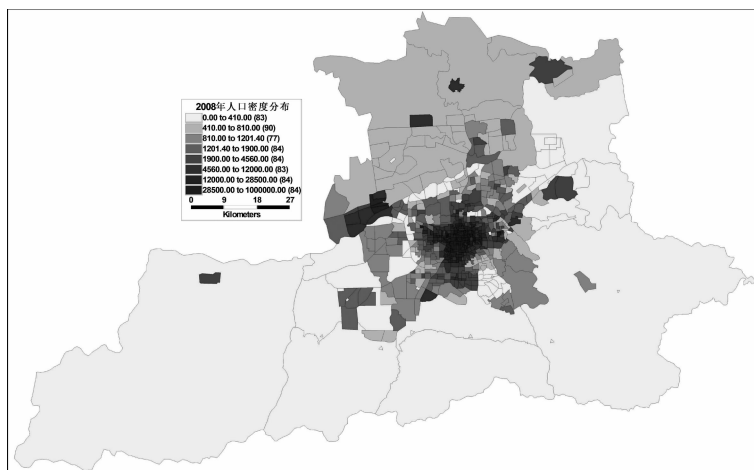 2008年人口密度分布
0.00 to 410.00 (83)
410.00 to 810.00 (90)
810.00 to 1201.40 (77)
1201.40 to 1900.00 (84)
1900.00 to 4560.00 (84)
4560.00 to 12000.00 (83)
12000.00 to 28500.00 (84)
28500.00 to 1000000.00 (84)
0 9 18 27
Kilometers